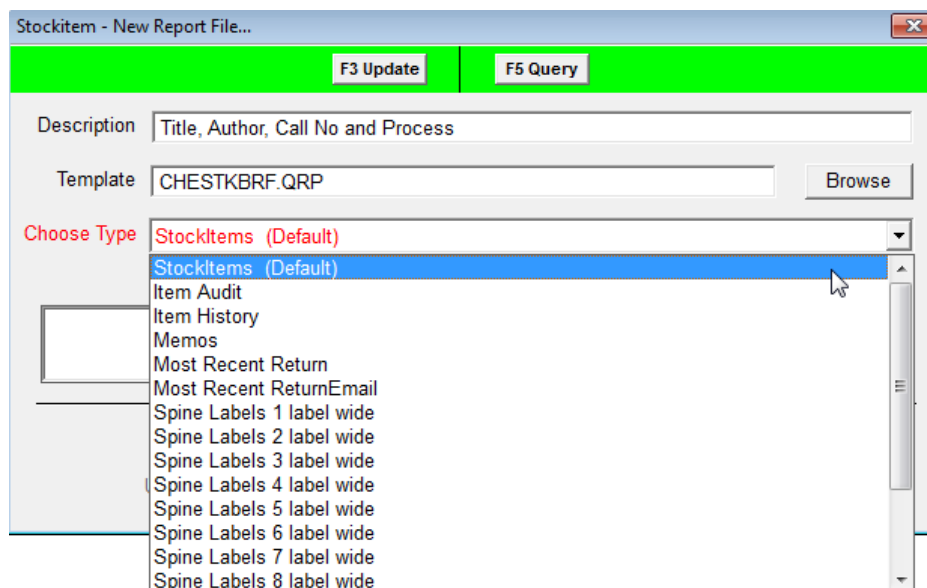 Stockitem - New Report File...
F3 Update F5 Query
Description Title, Author, Call No and Process
Template CHESTKBRF.QRP Browse
Choose Type StockItems (Default)
StockItems (Default)
Item Audit
Item History
Memos
Most Recent Return
Most Recent ReturnEmail
Spine Labels 1 label wide
Spine Labels 2 label wide
Spine Labels 3 label wide
Spine Labels 4 label wide
Spine Labels 5 label wide
Spine Labels 6 label wide
Spine Labels 7 label wide
Spine Labels 8 label wide